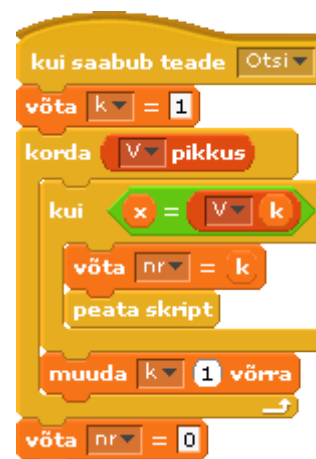 kui saabub teade Otsi
võta k = 1
korda V pikkus
kui x = V k
võta nr = k
peata skript
muuda k 1 võrra
võta nr = 0